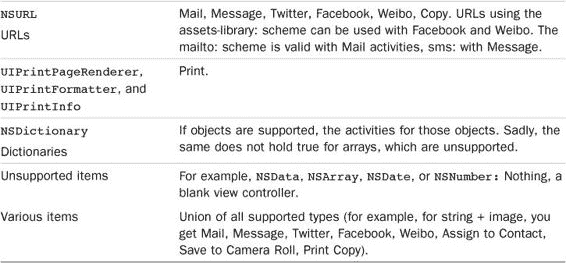 NSURL
URLs
Mail, Message, Twitter, Facebook, Weibo, Copy. URLs using the
assets-library: scheme can be used with Facebook and Weibo. The
mailto: scheme is valid with Mail activities, sms: with Message.
UIPrintPageRenderer,
UIPrintFormatter, and
UIPrintInfo
Print.
NSDictionary
Dictionaries
If objects are supported, the activities for those objects. Sadly, the
same does not hold true for arrays, which are unsupported.
Unsupported items
For example, NSData, NSArray, NSDate, or NSNumber: Nothing, a
blank view controller.
Various items
Union of all supported types (for example, for string + image, you
get Mail, Message, Twitter, Facebook, Weibo, Assign to Contact,
Save to Camera Roll, Print Copy).